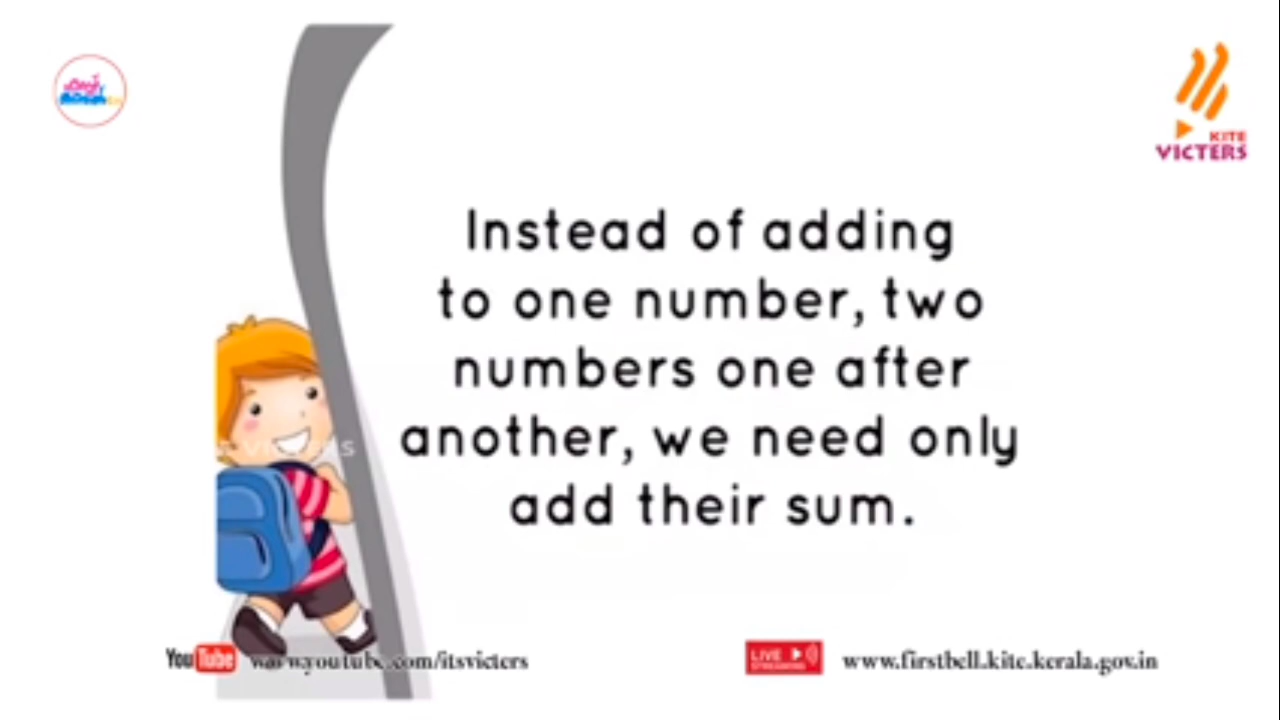 KITE
VICTERS
Instead of adding
to one number, two
numbers one after
another, we need only
add their sum.
YouTube www.youtube.com/itsvicters
LIVE STREAMING www.firstbell.kite.kerala.gov.in